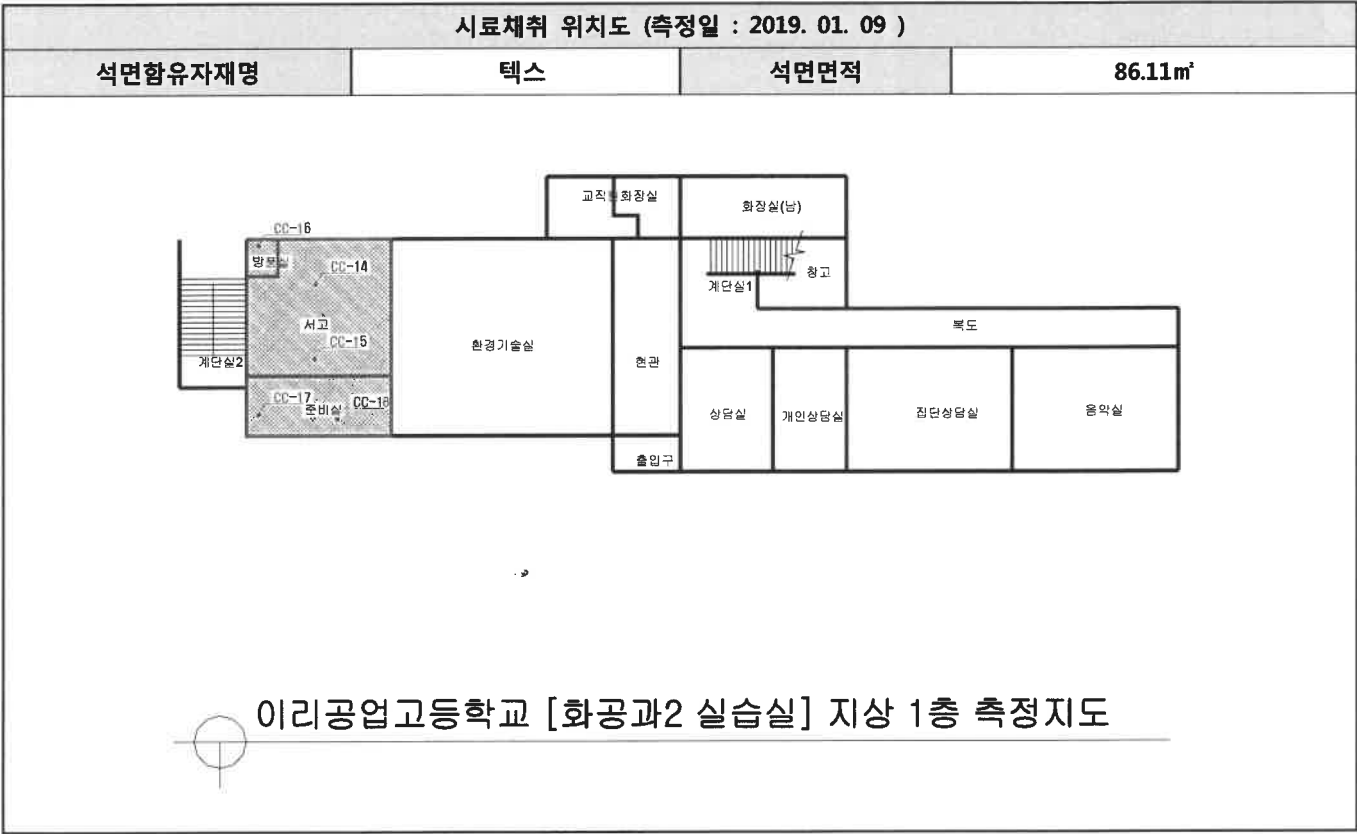 시료채취 위치도 (측정일 : 2019. 01. 09 )
석면함유자재명 텍스 석면면적 86.11㎡
교직원화장실
화장실(남)
CC-16
방문실
CC-14
창고
계단실1
서고
복도
CC-15
환경기술실
현관
계단실2
CC-17
CC-18
준비실
상담실
개인상담실
집단상담실
음악실
출입구
이리공업고등학교 [화공과2 실습실] 지상 1층 측정지도